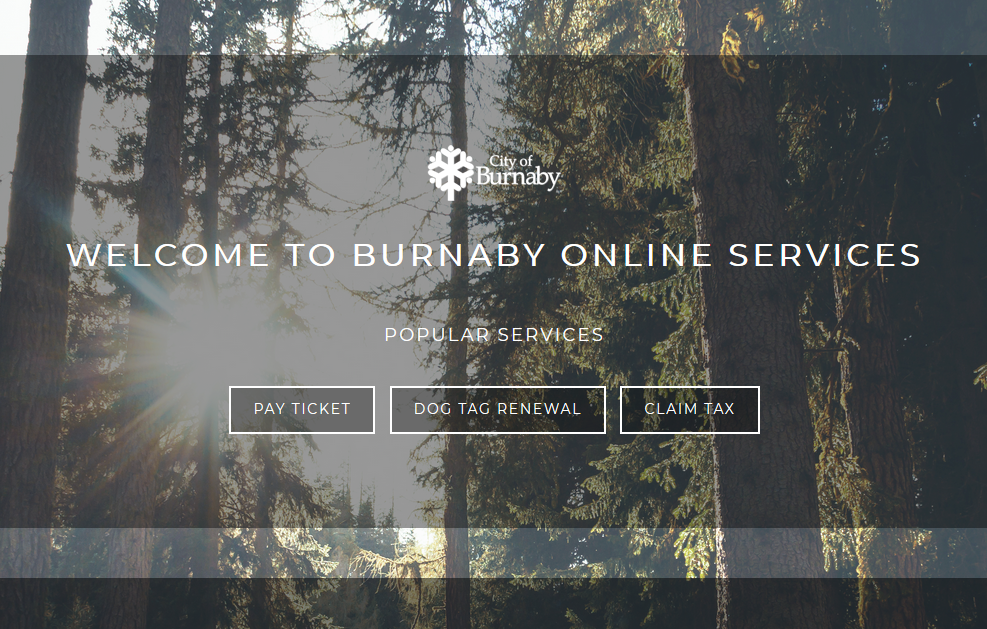 City of
Burnaby
WELCOME TO BURNABY ONLINE SERVICES
POPULAR SERVICES
PAY TICKET
DOG TAG RENEWAL
CLAIM TAX